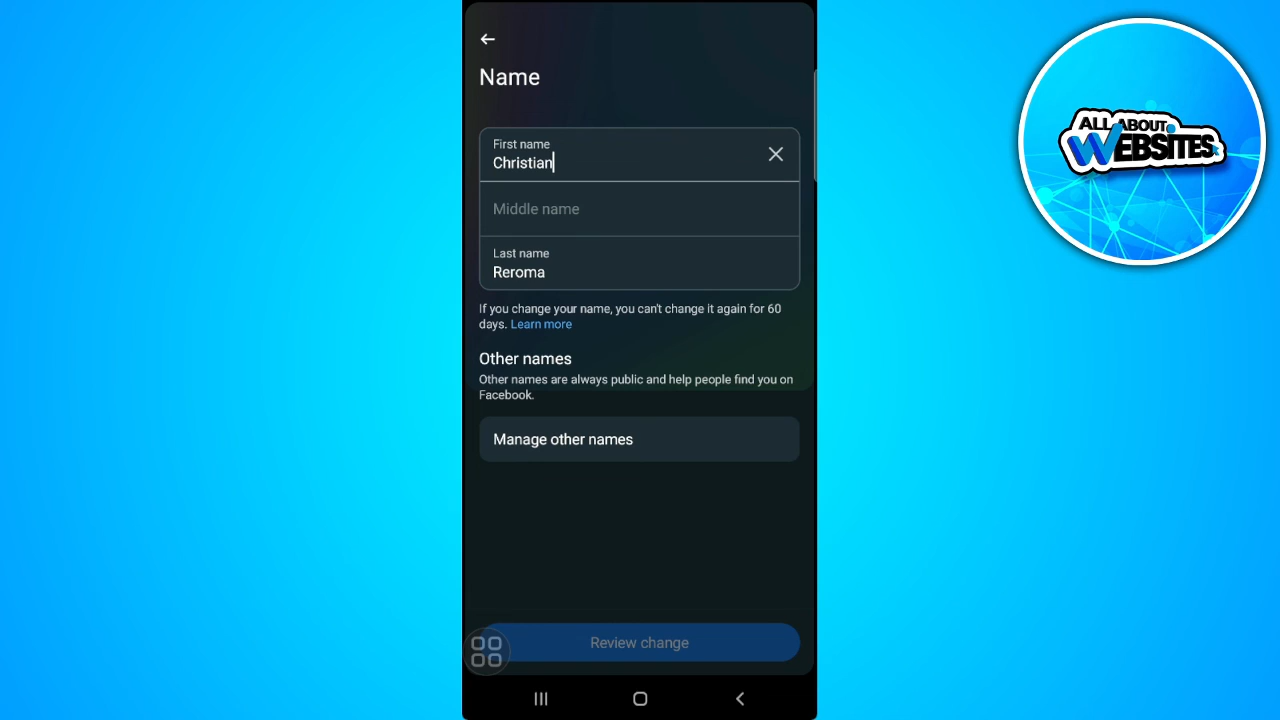 Name
First name
Christian
Middle name
Last name
Reroma
If you change your name, you can't change it again for 60
days. Learn more
Other names
Other names are always public and help people find you on
Facebook.
Manage other names
Review change
ALL ABOUT
WEBSITES